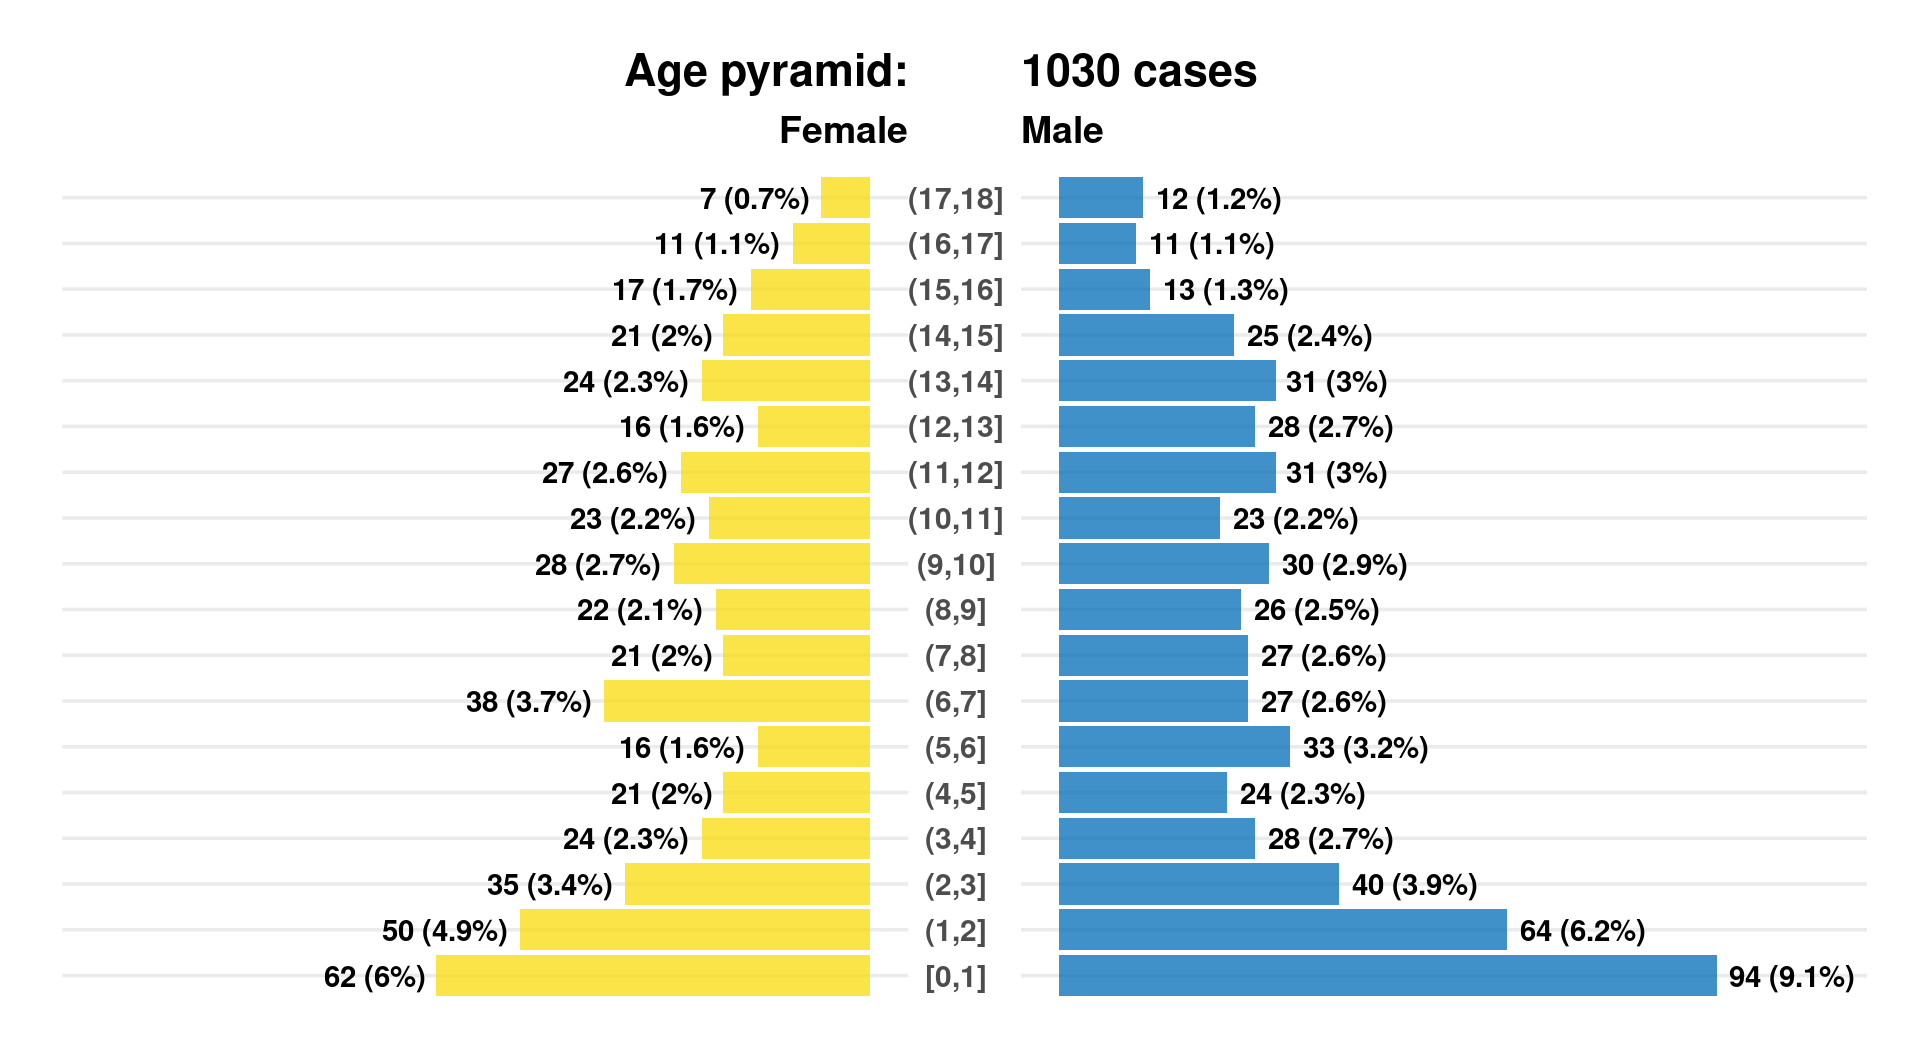 Age pyramid: 1030 cases
Female Male
7 (0.7%) (17,18] 12 (1.2%)
11 (1.1%) (16,17] 11 (1.1%)
17 (1.7%) (15,16] 13 (1.3%)
21 (2%) (14,15] 25 (2.4%)
24 (2.3%) (13,14] 31 (3%)
16 (1.6%) (12,13] 28 (2.7%)
27 (2.6%) (11,12] 31 (3%)
23 (2.2%) (10,11] 23 (2.2%)
28 (2.7%) (9,10] 30 (2.9%)
22 (2.1%) (8,9] 26 (2.5%)
21 (2%) (7,8] 27 (2.6%)
38 (3.7%) (6,7] 27 (2.6%)
16 (1.6%) (5,6] 33 (3.2%)
21 (2%) (4,5] 24 (2.3%)
24 (2.3%) (3,4] 28 (2.7%)
35 (3.4%) (2,3] 40 (3.9%)
50 (4.9%) (1,2] 64 (6.2%)
62 (6%) [0,1] 94 (9.1%)